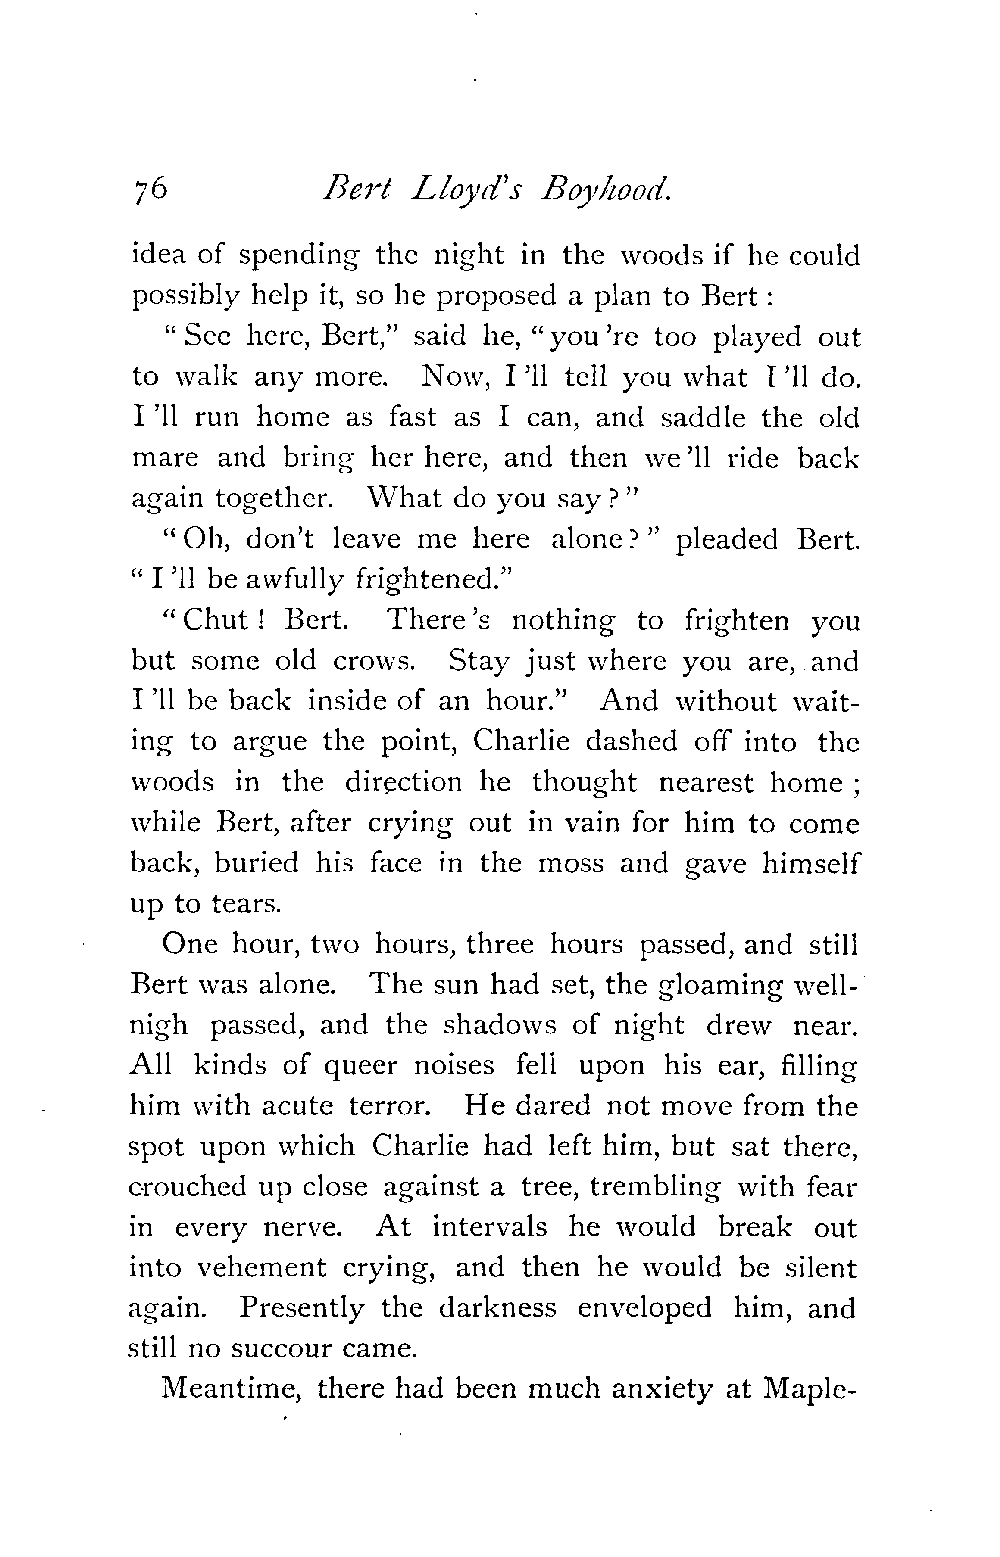 76 Bert Lloyd's Boyhood.
idea of spending the night in the woods if he could
possibly help it, so he proposed a plan to Bert :
“ See here, Bert,” said he, “ you 're too played out
to walk any more. Now, I 'll tell you what I 'll do.
I 'll run home as fast as I can, and saddle the old
mare and bring her here, and then we 'll ride back
again together. What do you say ? ”
“ Oh, don't leave me here alone ? ” pleaded Bert.
“ I 'll be awfully frightened.”
“ Chut ! Bert. There 's nothing to frighten you
but some old crows. Stay just where you are, and
I 'll be back inside of an hour.” And without wait-
ing to argue the point, Charlie dashed off into the
woods in the direction he thought nearest home ;
while Bert, after crying out in vain for him to come
back, buried his face in the moss and gave himself
up to tears.
One hour, two hours, three hours passed, and still
Bert was alone. The sun had set, the gloaming well-
nigh passed, and the shadows of night drew near.
All kinds of queer noises fell upon his ear, filling
him with acute terror. He dared not move from the
spot upon which Charlie had left him, but sat there,
crouched up close against a tree, trembling with fear
in every nerve. At intervals he would break out
into vehement crying, and then he would be silent
again. Presently the darkness enveloped him, and
still no succour came.
Meantime, there had been much anxiety at Maple-